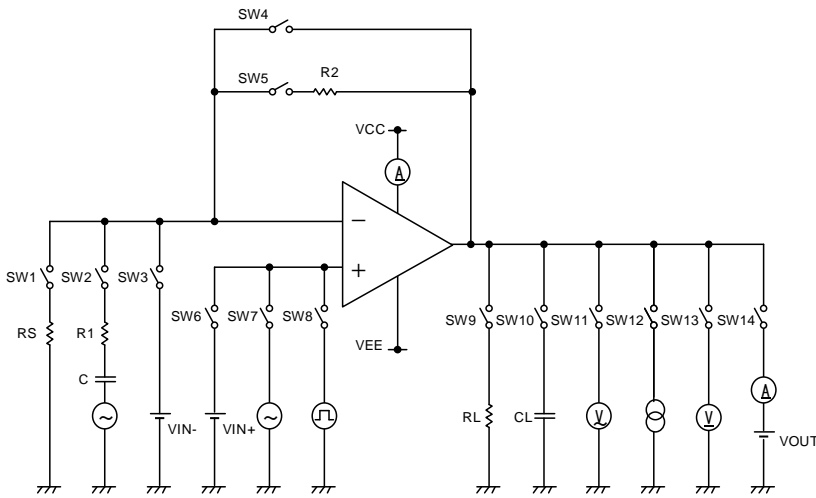 SW4
SW5 R2
VCC
A
SW1 SW2 SW3
SW6 SW7 SW8
SW9 SW10 SW11 SW12 SW13 SW14
RS R1
C
VEE
VIN- VIN+
RL CL V V A
VOUT